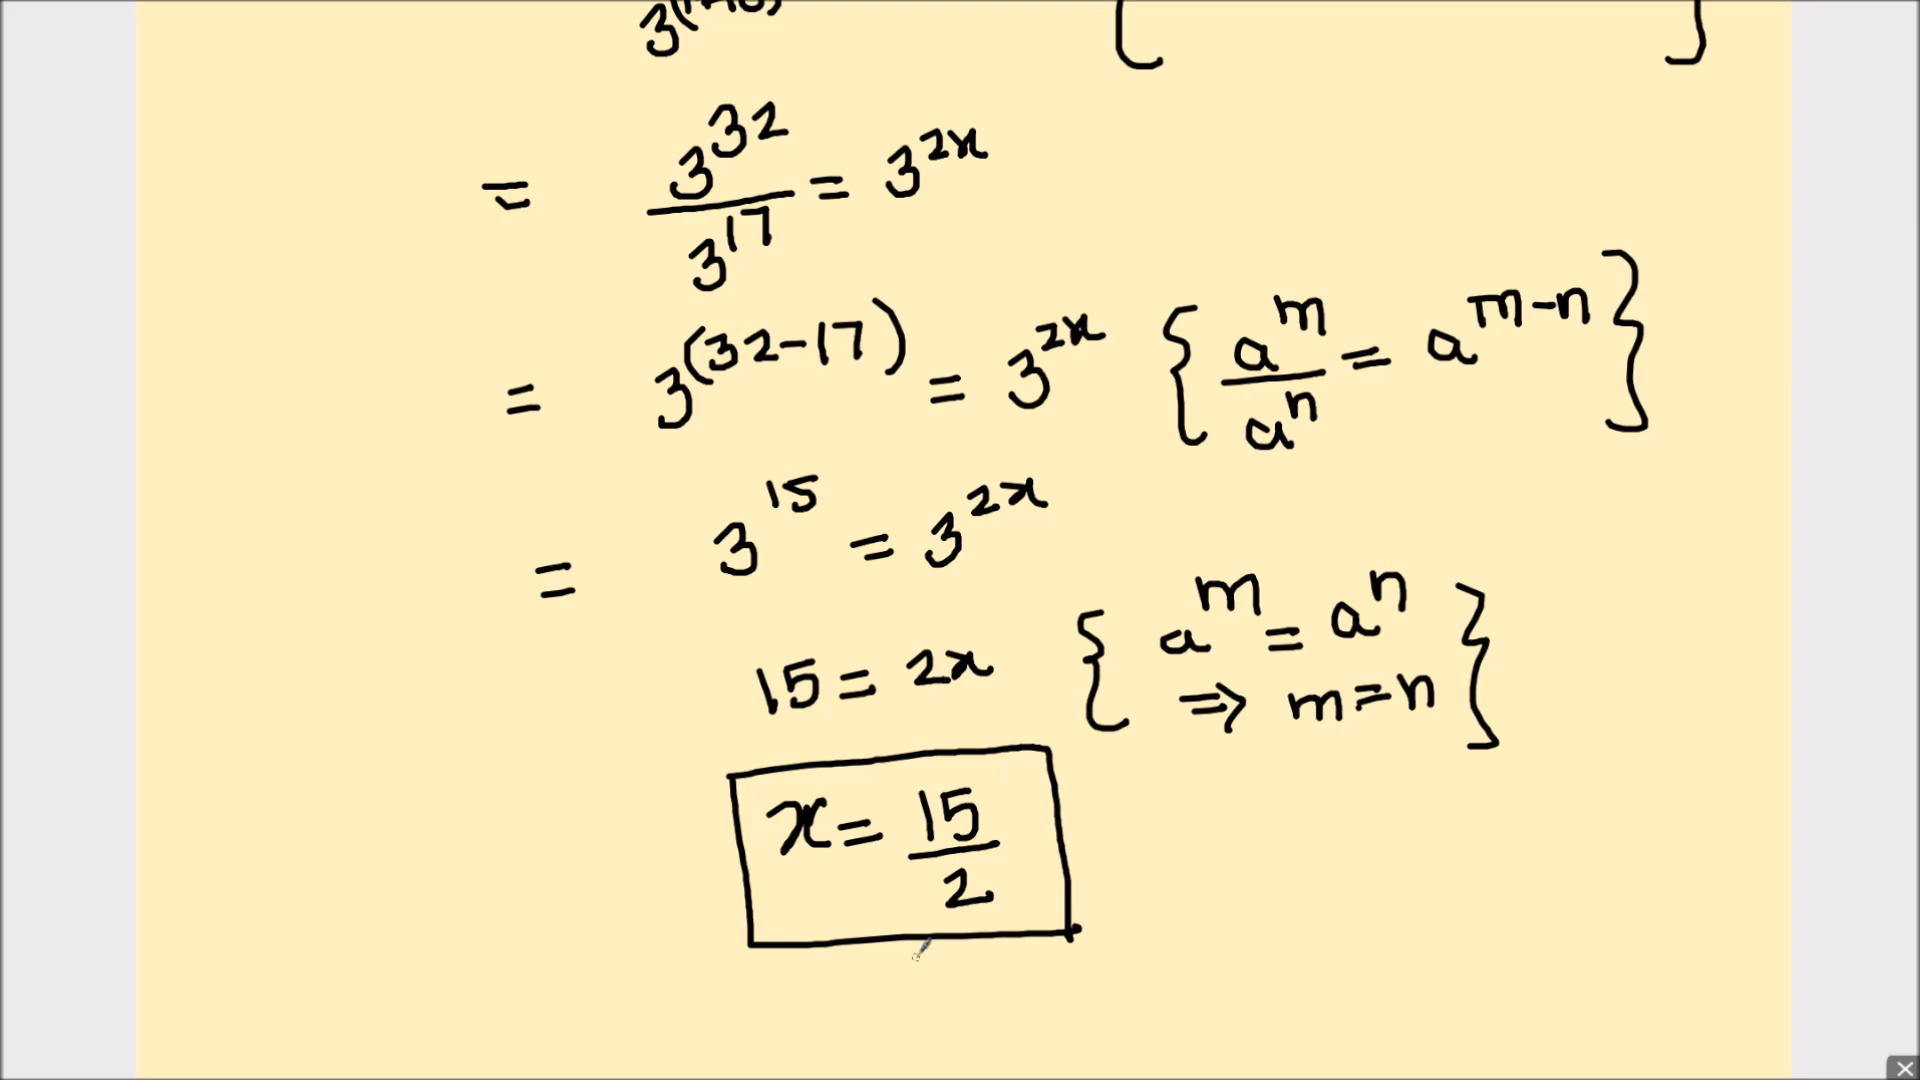 = 3^32 / 3^17 = 3^2x
= 3^(32-17) = 3^2x { a^m / a^n = a^m-n }
= 3^15 = 3^2x
15 = 2x { a^m = a^n
⇒ m = n }
x = 15/2